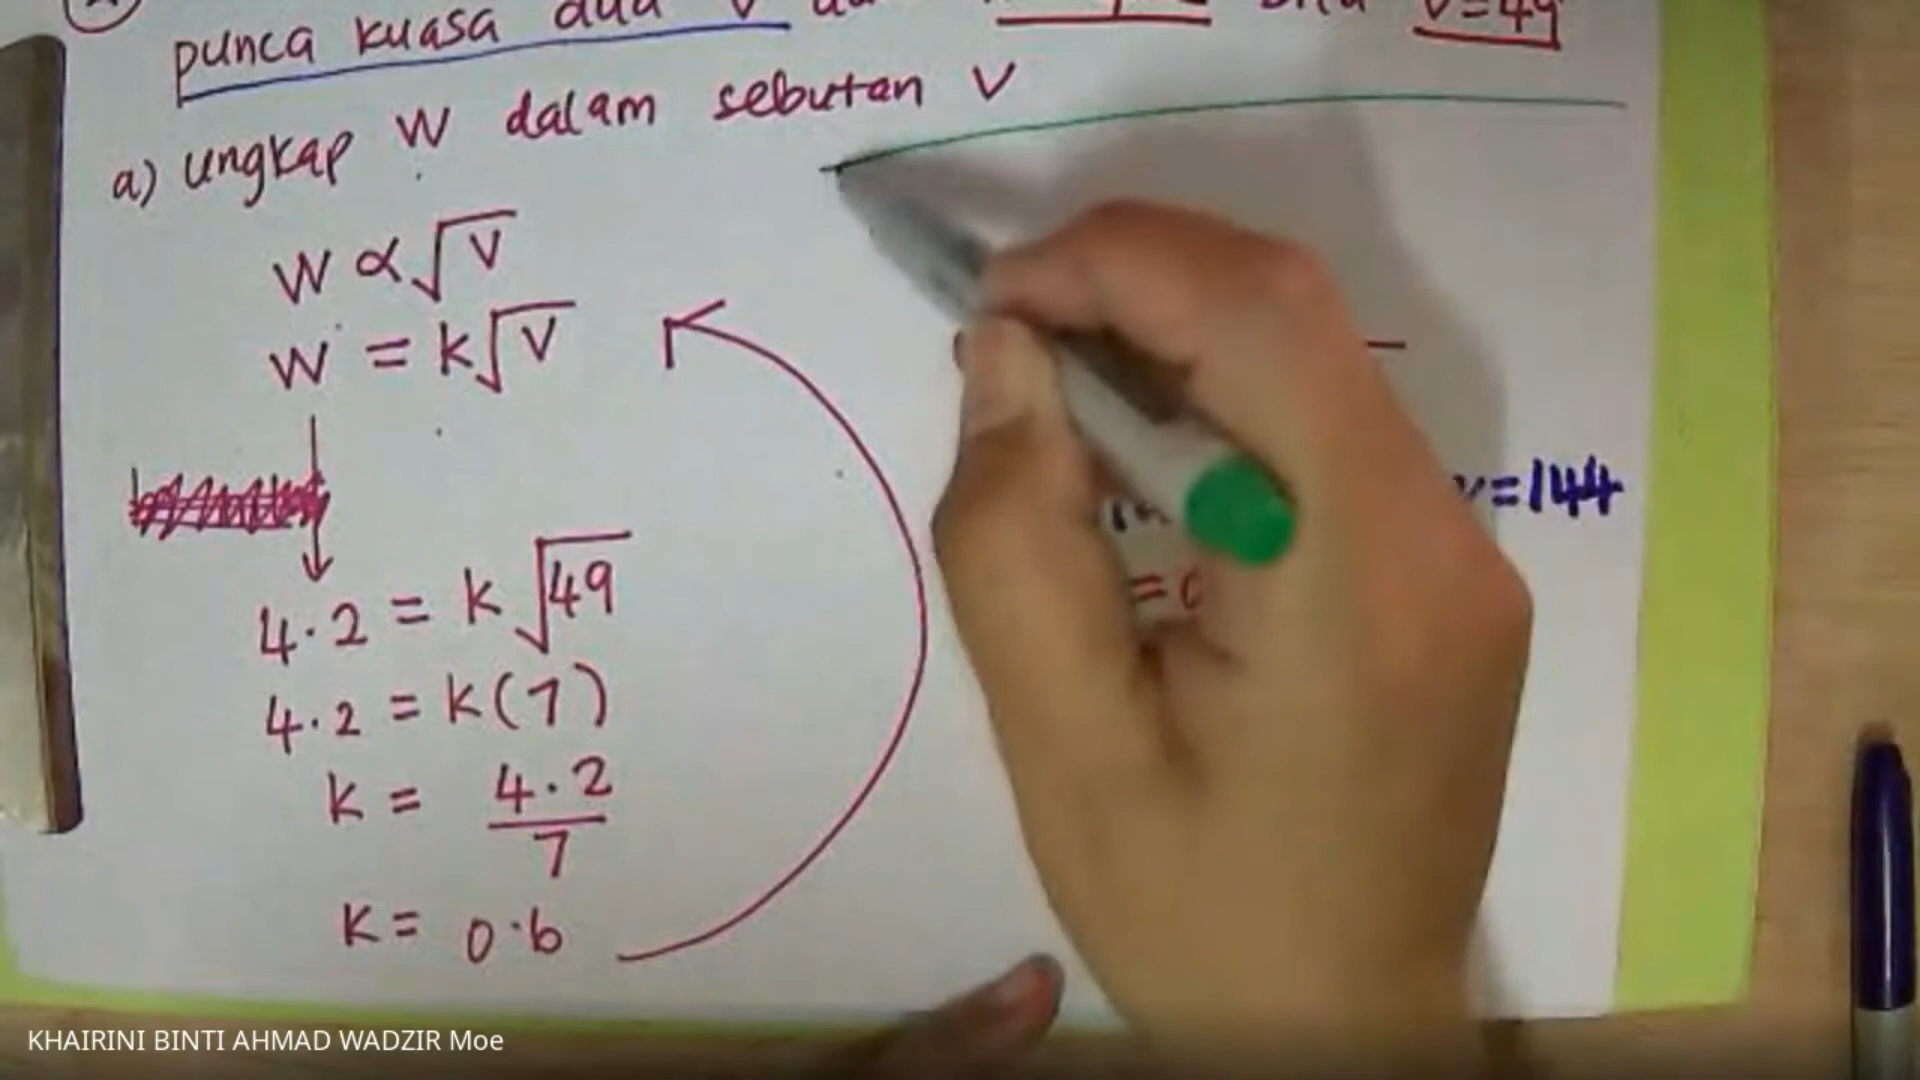 punca kuasa dua V
V=49
a) ungkap W dalam sebutan V
W ∝ √V
W = k√V
4.2 = k√49
4.2 = k(7)
k = 4.2/7
k = 0.6
V=144
=0
KHAIRINI BINTI AHMAD WADZIR Moe